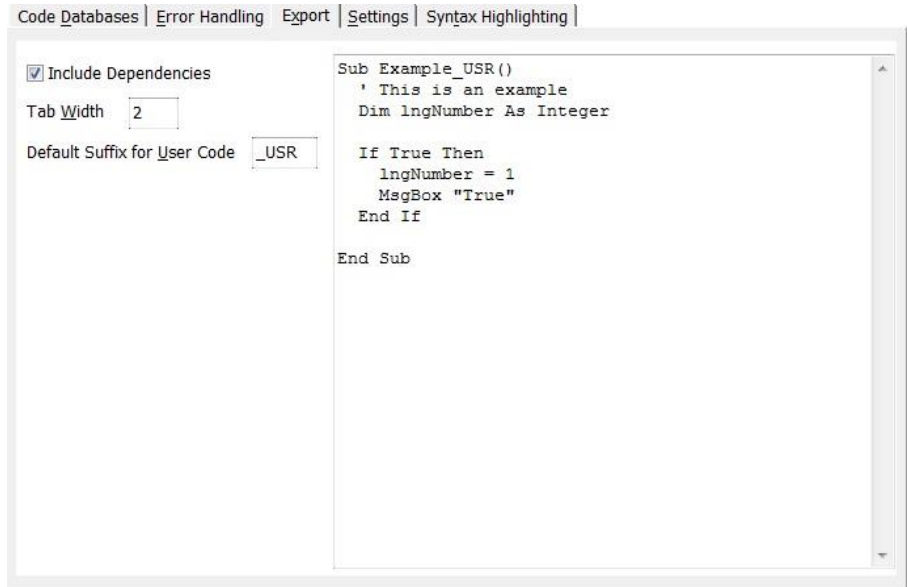 Code Databases Error Handling Export Settings Syntax Highlighting
Include Dependencies
Tab Width 2
Default Suffix for User Code _USR
Sub Example_USR()
  ' This is an example
  Dim lngNumber As Integer

  If True Then
    lngNumber = 1
    MsgBox "True"
  End If

End Sub